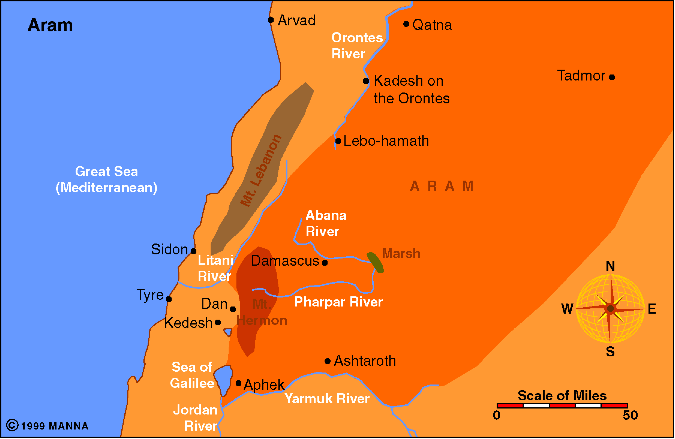 Aram
Arvad
Qatna
Orontes
River
Tadmor
Kadesh on
the Orontes
Lebo-hamath
Mt. Lebanon
Great Sea
(Mediterranean)
A R A M
Abana
River
Sidon
Marsh
Litani
River
Damascus
N
Tyre
Dan
Mt.
Hermon
Pharpar River
W
E
Kedesh
S
Ashtaroth
Sea of
Galilee
Aphek
Yarmuk River
Scale of Miles
0
50
Jordan
River
© 1999 MANNA